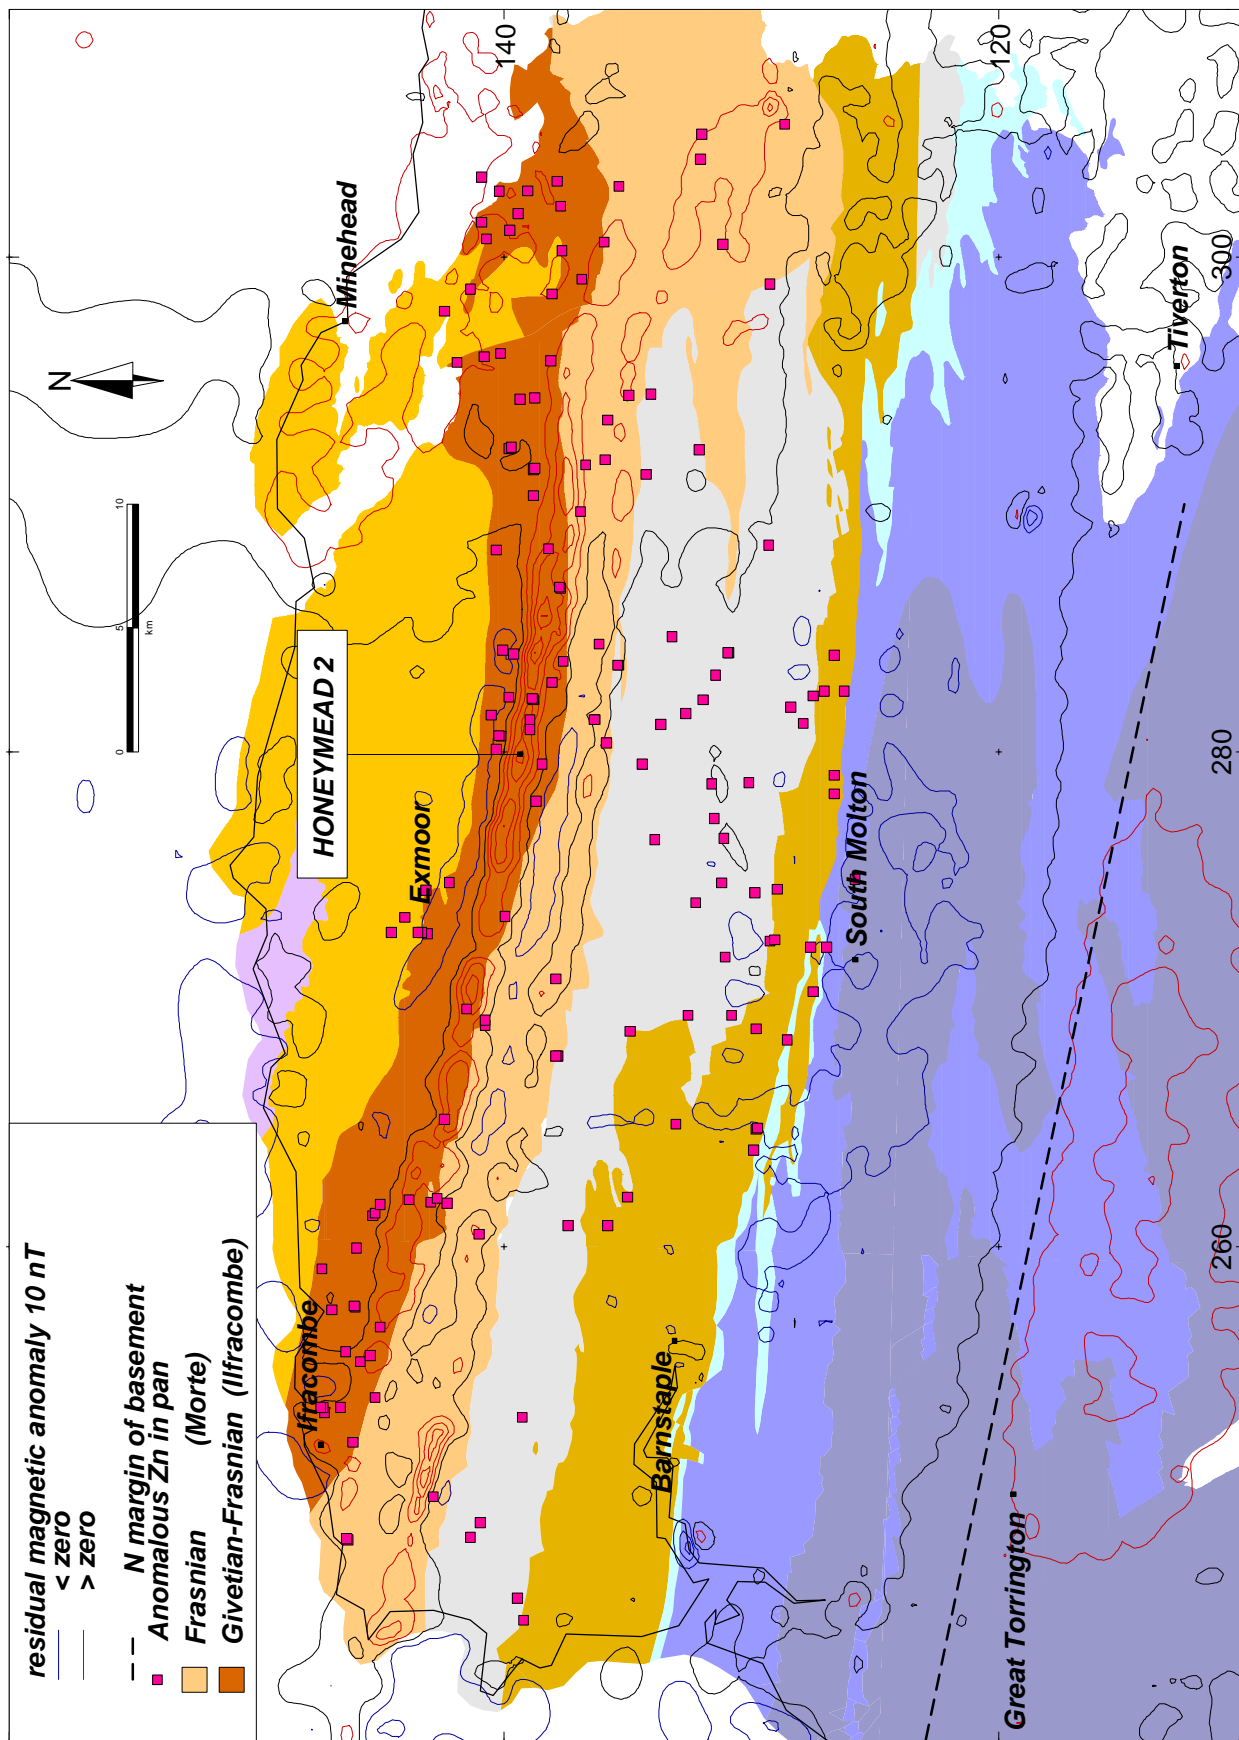 residual magnetic anomaly 10 nT
< zero
> zero
N margin of basement
Anomalous Zn in pan
Frasnian (Morte)
Givetian-Frasnian (Ilfracombe)
N
0 5 10
km
HONEYMEAD 2
Minehead
Ilfracombe
Exmoor
140
Barnstaple
South Molton
120
Great Torrington
Tiverton
260
280
300